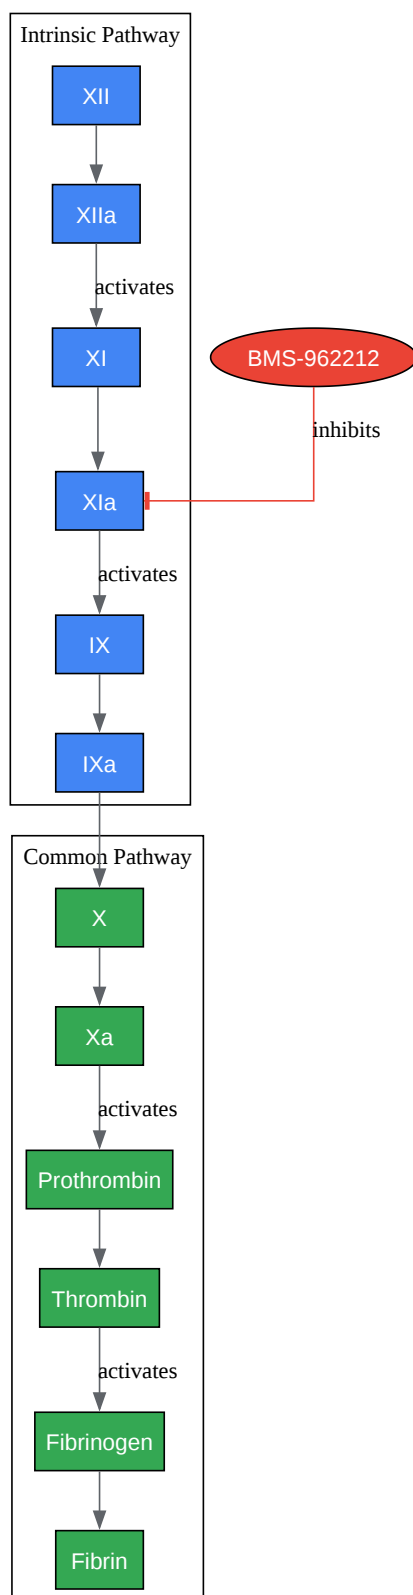 Intrinsic Pathway
XII
XIIa
activates
XI
BMS-962212
inhibits
XIa
activates
IX
IXa
Common Pathway
X
Xa
activates
Prothrombin
Thrombin
activates
Fibrinogen
Fibrin